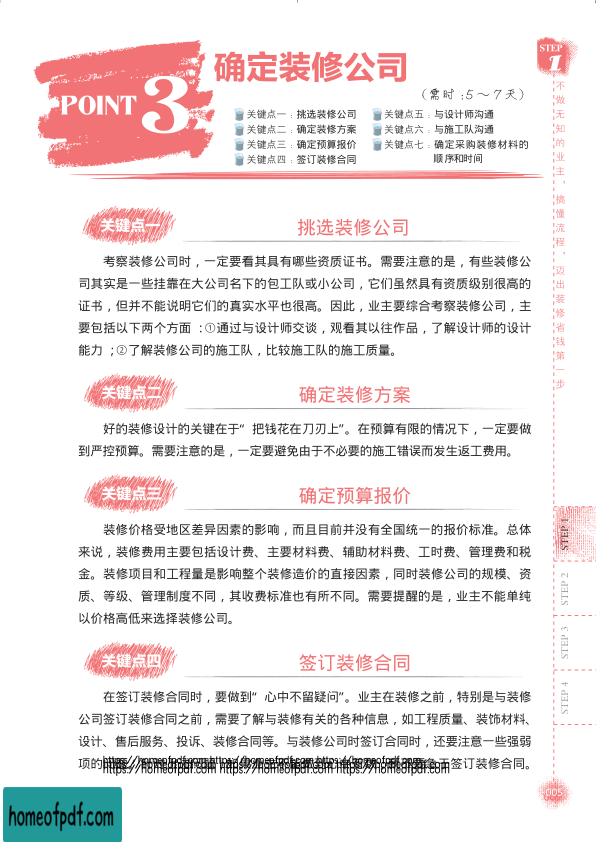 POINT 3
确定装修公司
（需时：5～7天）
关键点一：挑选装修公司
关键点二：确定装修方案
关键点三：确定预算报价
关键点四：签订装修合同
关键点五：与设计师沟通
关键点六：与施工队沟通
关键点七：确定采购装修材料的
顺序和时间
STEP
1
不做无知的业主，搞懂流程，迈出装修省钱第一步
关键点一
挑选装修公司
考察装修公司时，一定要看其具有哪些资质证书。需要注意的是，有些装修公
司其实是一些挂靠在大公司名下的包工队或小公司，它们虽然具有资质级别很高的
证书，但并不能说明它们的真实水平也很高。因此，业主要综合考察装修公司，主
要包括以下两个方面：①通过与设计师交谈，观看其以往作品，了解设计师的设计
能力；②了解装修公司的施工队，比较施工队的施工质量。
关键点二
确定装修方案
好的装修设计的关键在于“把钱花在刀刃上”。在预算有限的情况下，一定要做
到严控预算。需要注意的是，一定要避免由于不必要的施工错误而发生返工费用。
关键点三
确定预算报价
装修价格受地区差异因素的影响，而且目前并没有全国统一的报价标准。总体
来说，装修费用主要包括设计费、主要材料费、辅助材料费、工时费、管理费和税
金。装修项目和工程量是影响整个装修造价的直接因素，同时装修公司的规模、资
质、等级、管理制度不同，其收费标准也有所不同。需要提醒的是，业主不能单纯
以价格高低来选择装修公司。
关键点四
签订装修合同
在签订装修合同时，要做到“心中不留疑问”。业主在装修之前，特别是与装修
公司签订装修合同之前，需要了解与装修有关的各种信息，如工程质量、装饰材料、
设计、售后服务、投诉、装修合同等。与装修公司时签订合同时，还要注意一些强弱
项的
签订装修合同。
https://homeofpdf.com https://homeofpdf.com https://homeofpdf.com
https://homeofpdf.com https://homeofpdf.com https://homeofpdf.com
STEP 1
STEP 2
STEP 3
STEP 4
005
homeofpdf.com